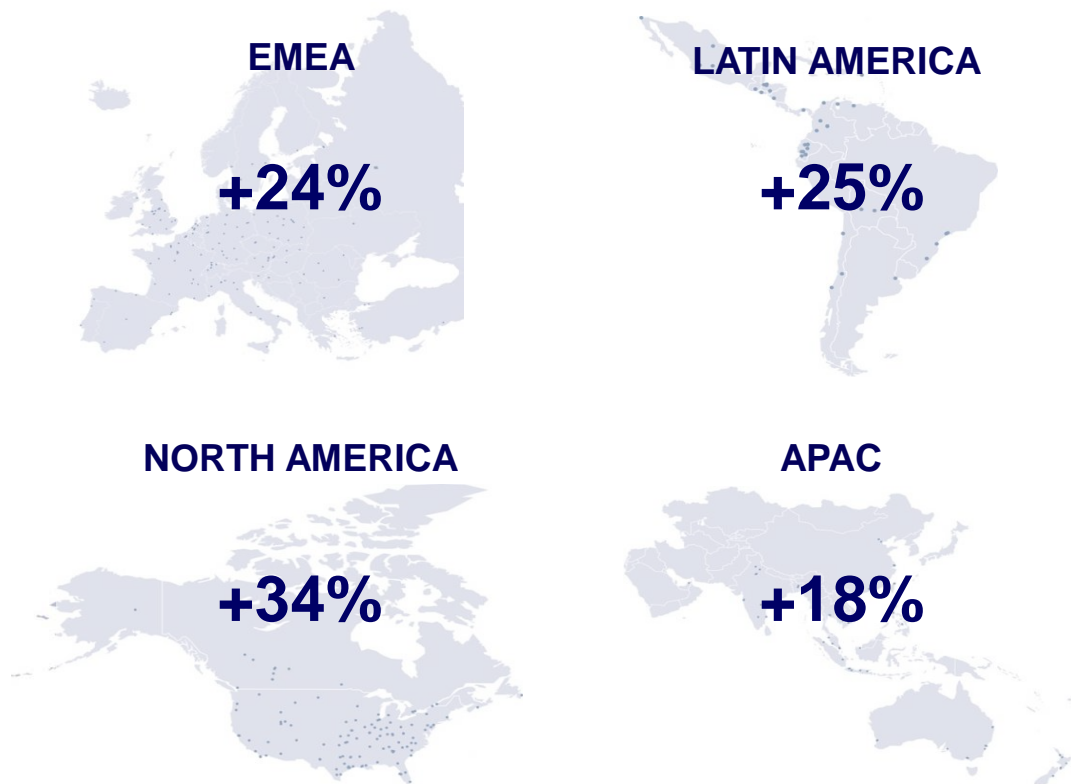 EMEA
+24%
LATIN AMERICA
+25%
NORTH AMERICA
+34%
APAC
+18%